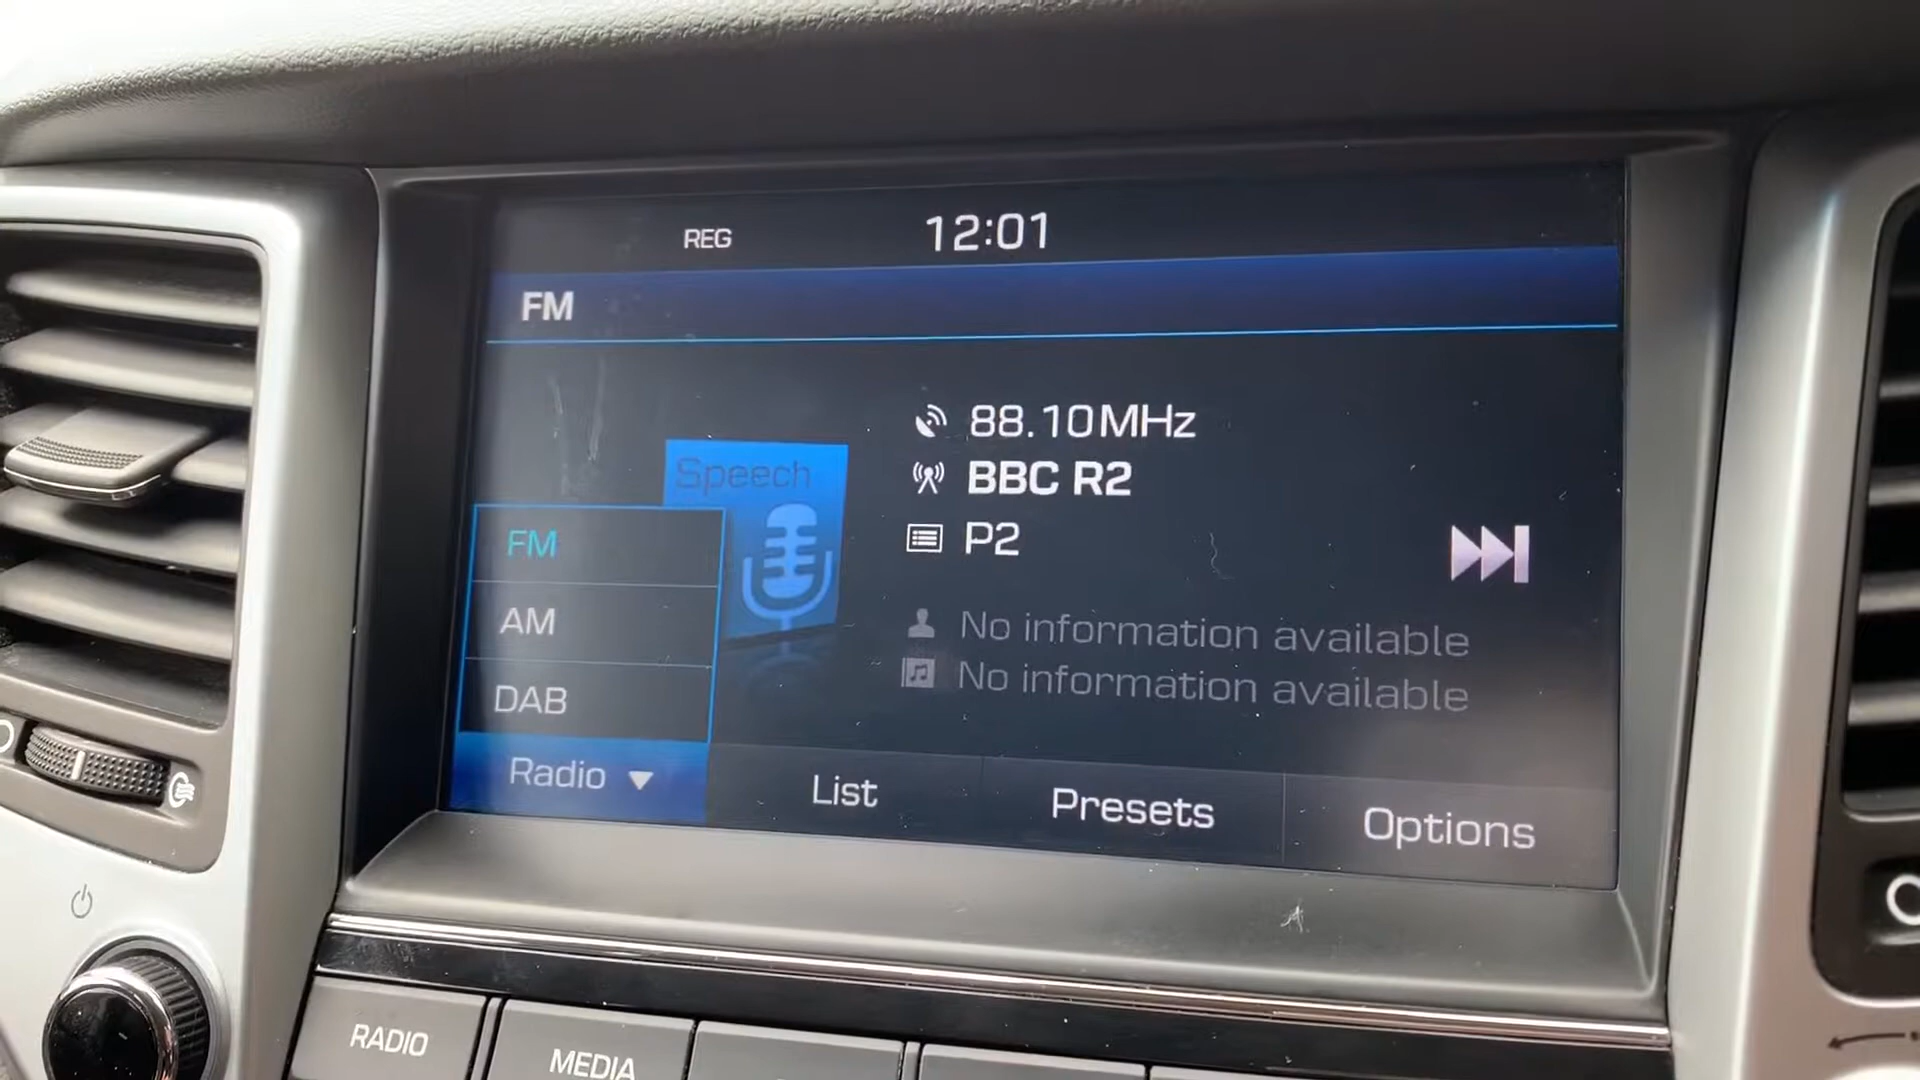 REG 12:01
FM
88.10MHz
BBC R2
P2
No information available
No information available
Speech
FM
AM
DAB
Radio
List
Presets
Options
RADIO
MEDIA